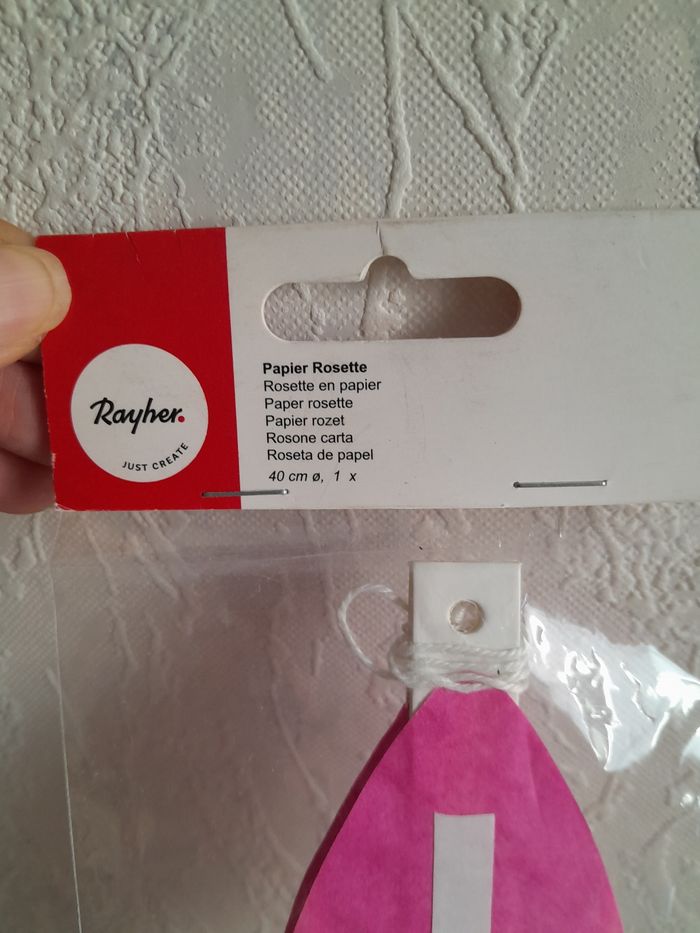 Rayher.
JUST CREATE
Papier Rosette
Rosette en papier
Paper rosette
Papier rozet
Rosone carta
Roseta de papel
40 cm ø, 1 x